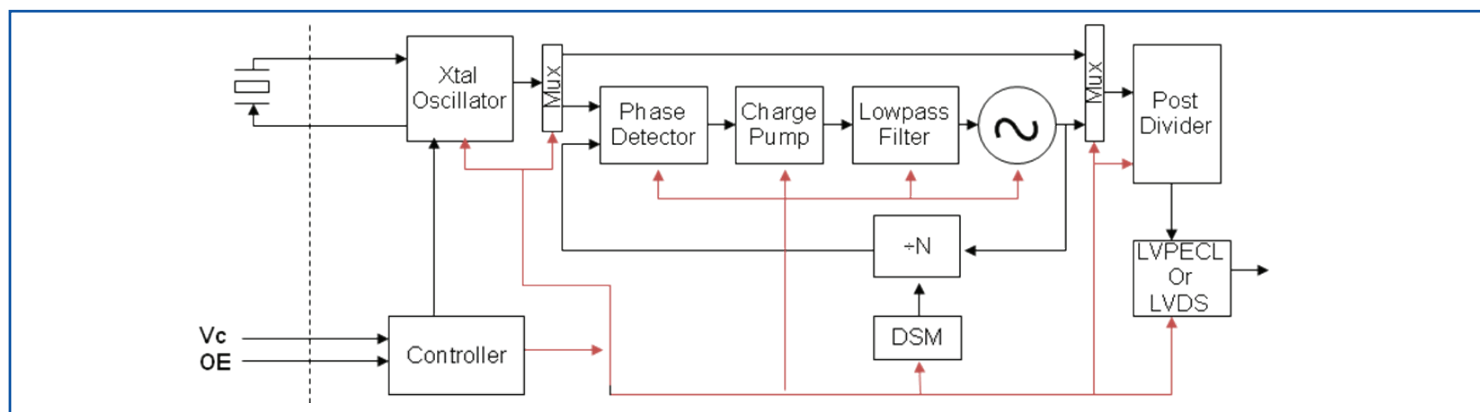 Xtal
Oscillator
Mux
Phase
Detector
Charge
Pump
Lowpass
Filter
Mux
Post
Divider
÷N
LVPECL
Or
LVDS
DSM
Vc
OE
Controller